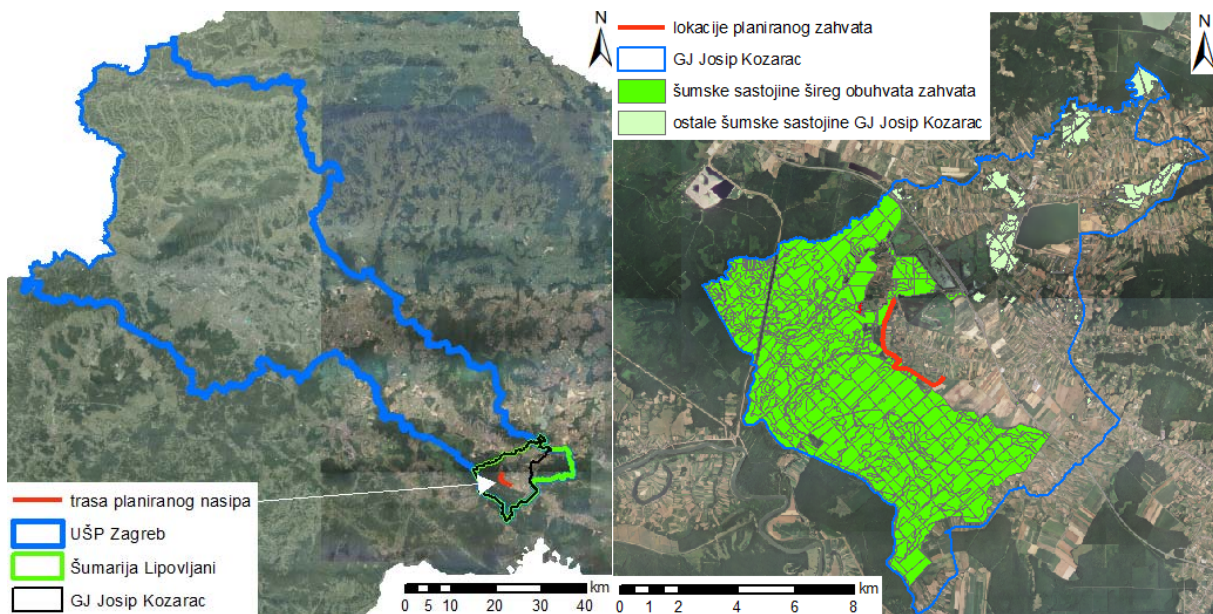 N
trasa planiranog nasipa
UŠP Zagreb
Šumarija Lipovljani
GJ Josip Kozarac
km
0 5 10 20 30 40
lokacije planiranog zahvata
GJ Josip Kozarac
šumske sastojine šireg obuhvata zahvata
ostale šumske sastojine GJ Josip Kozarac
N
km
0 1 2 4 6 8